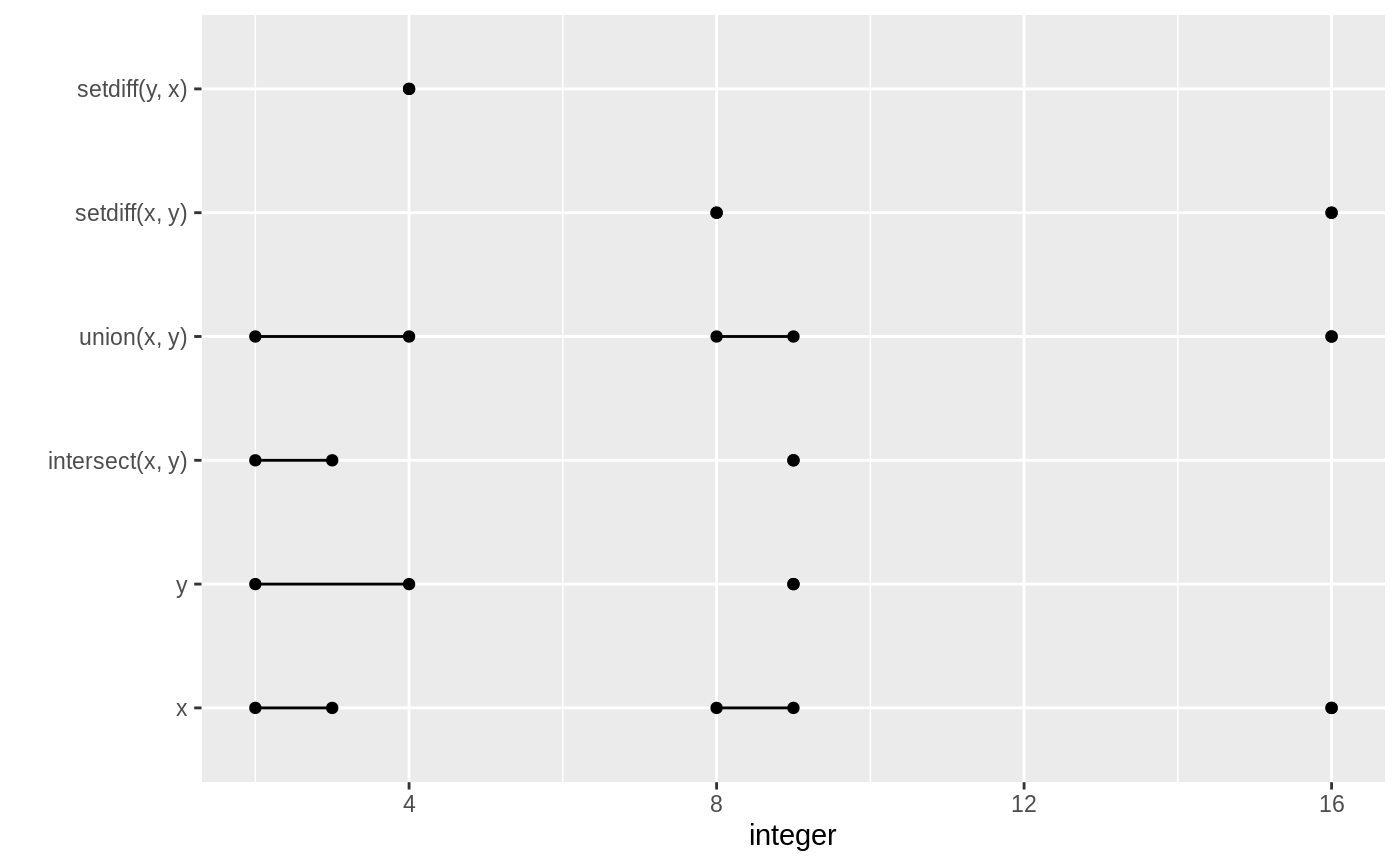 setdiff(y, x)
setdiff(x, y)
union(x, y)
intersect(x, y)
y
x
4 8 12 16
integer